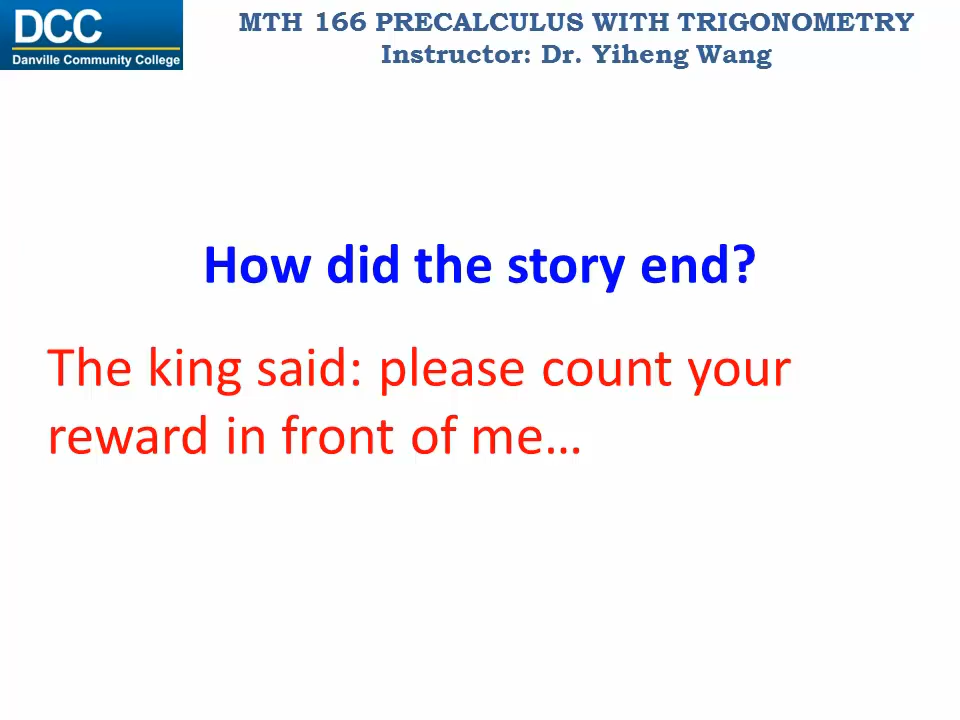 DCC
Danville Community College
MTH 166 PRECALCULUS WITH TRIGONOMETRY
Instructor: Dr. Yiheng Wang
How did the story end?
The king said: please count your
reward in front of me…